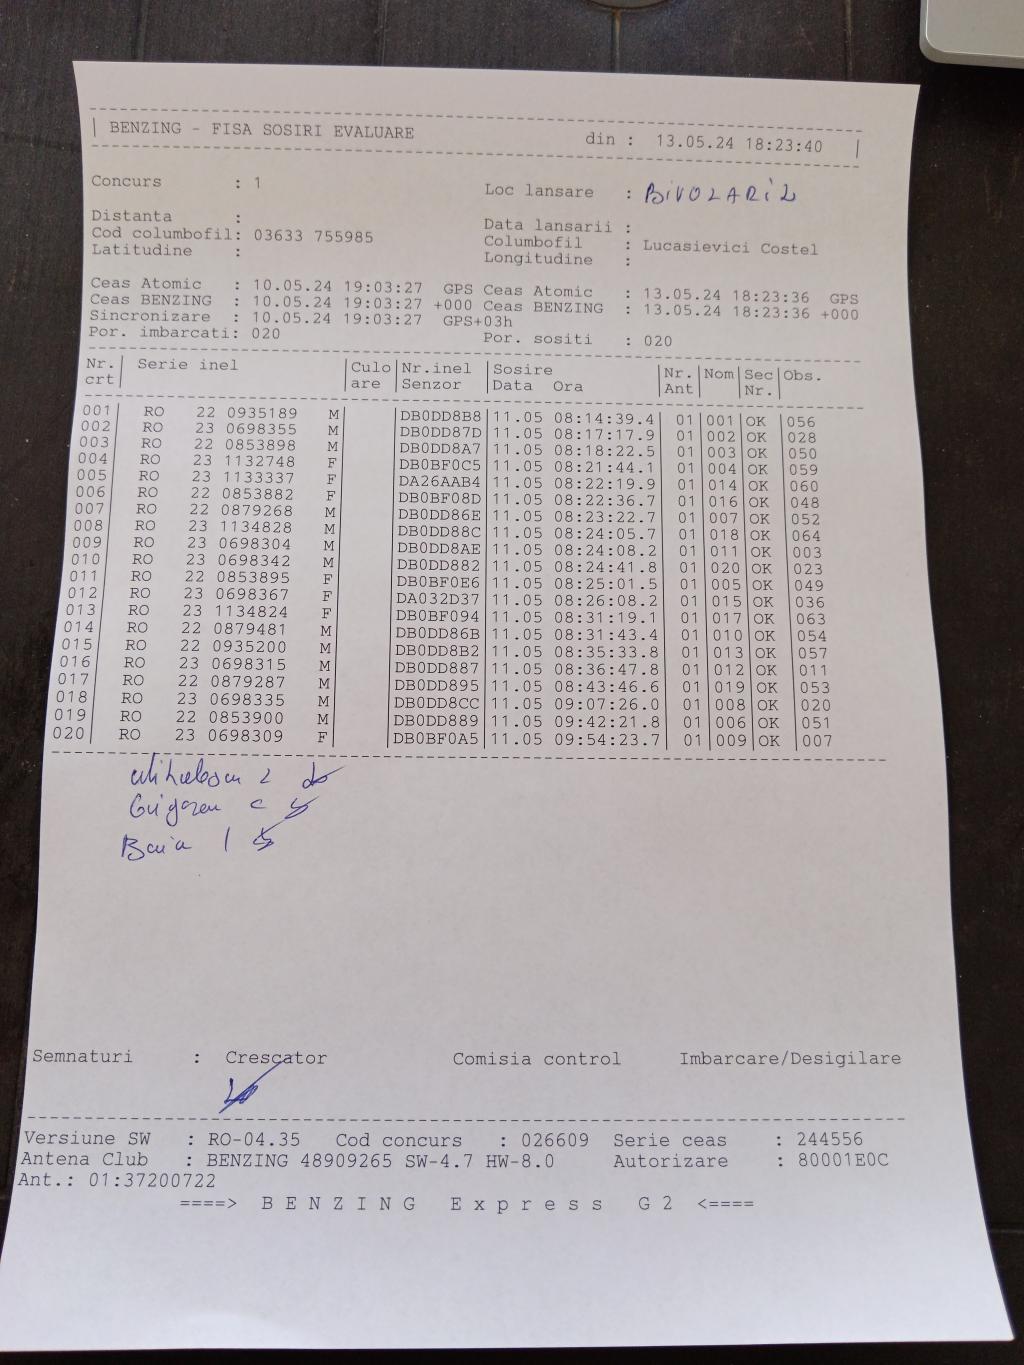 BENZING - FISA SOSIRI EVALUARE din : 13.05.24 18:23:40
Concurs : 1 Loc lansare : BIVOLARI 2
Distanta : Data lansarii :
Cod columbofil: 03633 755985 Columbofil : Lucasievici Costel
Latitudine : Longitudine :
Ceas Atomic : 10.05.24 19:03:27 GPS Ceas Atomic : 13.05.24 18:23:36 GPS
Ceas BENZING : 10.05.24 19:03:27 +000 Ceas BENZING : 13.05.24 18:23:36 +000
Sincronizare : 10.05.24 19:03:27 GPS+03h
Por. imbarcati: 020 Por. sositi : 020
Nr. Serie inel Culo Nr.inel Sosire Nr. Nom Sec Obs.
crt are Senzor Data Ora Ant Nr.
001 RO 22 0935189 M DB0DD8B8 11.05 08:14:39.4 01 001 OK 056
002 RO 23 0698355 M DB0DD87D 11.05 08:17:17.9 01 002 OK 028
003 RO 22 0853898 M DB0DD8A7 11.05 08:18:22.5 01 003 OK 050
004 RO 23 1132748 F DB0BF0C5 11.05 08:21:44.1 01 004 OK 059
005 RO 23 1133337 F DA26AAB4 11.05 08:22:19.9 01 014 OK 060
006 RO 22 0853882 F DB0BF08D 11.05 08:22:36.7 01 016 OK 048
007 RO 22 0879268 M DB0DD86E 11.05 08:23:22.7 01 007 OK 052
008 RO 23 1134828 M DB0DD88C 11.05 08:24:05.7 01 018 OK 064
009 RO 23 0698304 M DB0DD8AE 11.05 08:24:08.2 01 011 OK 003
010 RO 23 0698342 M DB0DD882 11.05 08:24:41.8 01 020 OK 023
011 RO 22 0853895 F DB0BF0E6 11.05 08:25:01.5 01 005 OK 049
012 RO 23 0698367 F DA032D37 11.05 08:26:08.2 01 015 OK 036
013 RO 23 1134824 F DB0BF094 11.05 08:31:19.1 01 017 OK 063
014 RO 22 0879481 M DB0DD86B 11.05 08:31:43.4 01 010 OK 054
015 RO 22 0935200 M DB0DD8B2 11.05 08:35:33.8 01 013 OK 057
016 RO 23 0698315 M DB0DD887 11.05 08:36:47.8 01 012 OK 011
017 RO 22 0879287 M DB0DD895 11.05 08:43:46.6 01 019 OK 053
018 RO 23 0698335 M DB0DD8CC 11.05 09:07:26.0 01 008 OK 020
019 RO 22 0853900 M DB0DD889 11.05 09:42:21.8 01 006 OK 051
020 RO 23 0698309 F DB0BF0A5 11.05 09:54:23.7 01 009 OK 007
Semnaturi : Crescator Comisia control Imbarcare/Desigilare
Versiune SW : RO-04.35 Cod concurs : 026609 Serie ceas : 244556
Antena Club : BENZING 48909265 SW-4.7 HW-8.0 Autorizare : 80001E0C
Ant.: 01:37200722
====> B E N Z I N G E x p r e s s G 2 <====